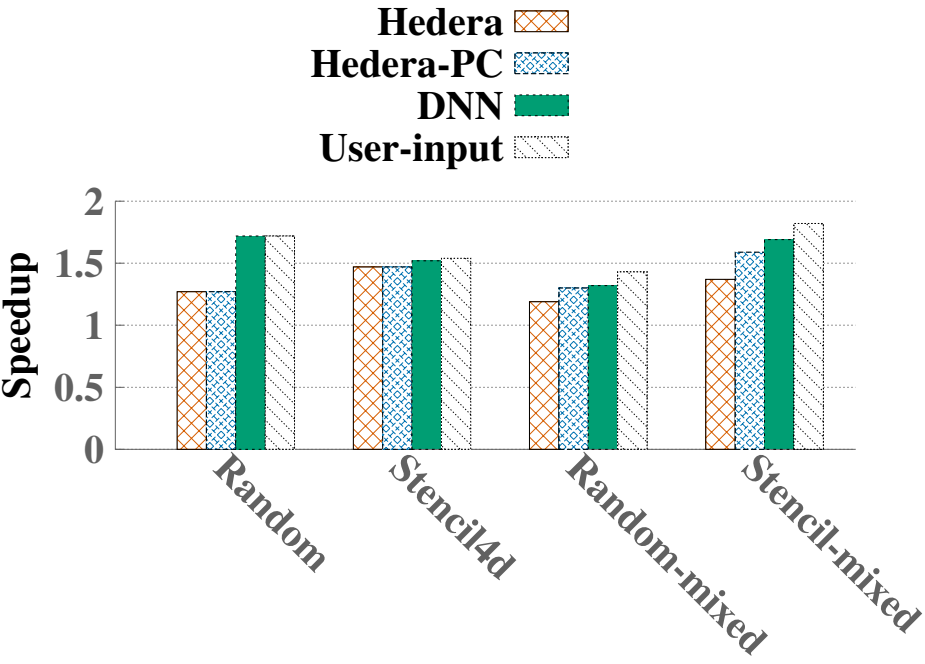 Hedera
Hedera-PC
DNN
User-input
Speedup
2
1.5
1
0.5
0
Random
Stencil4d
Random-mixed
Stencil-mixed